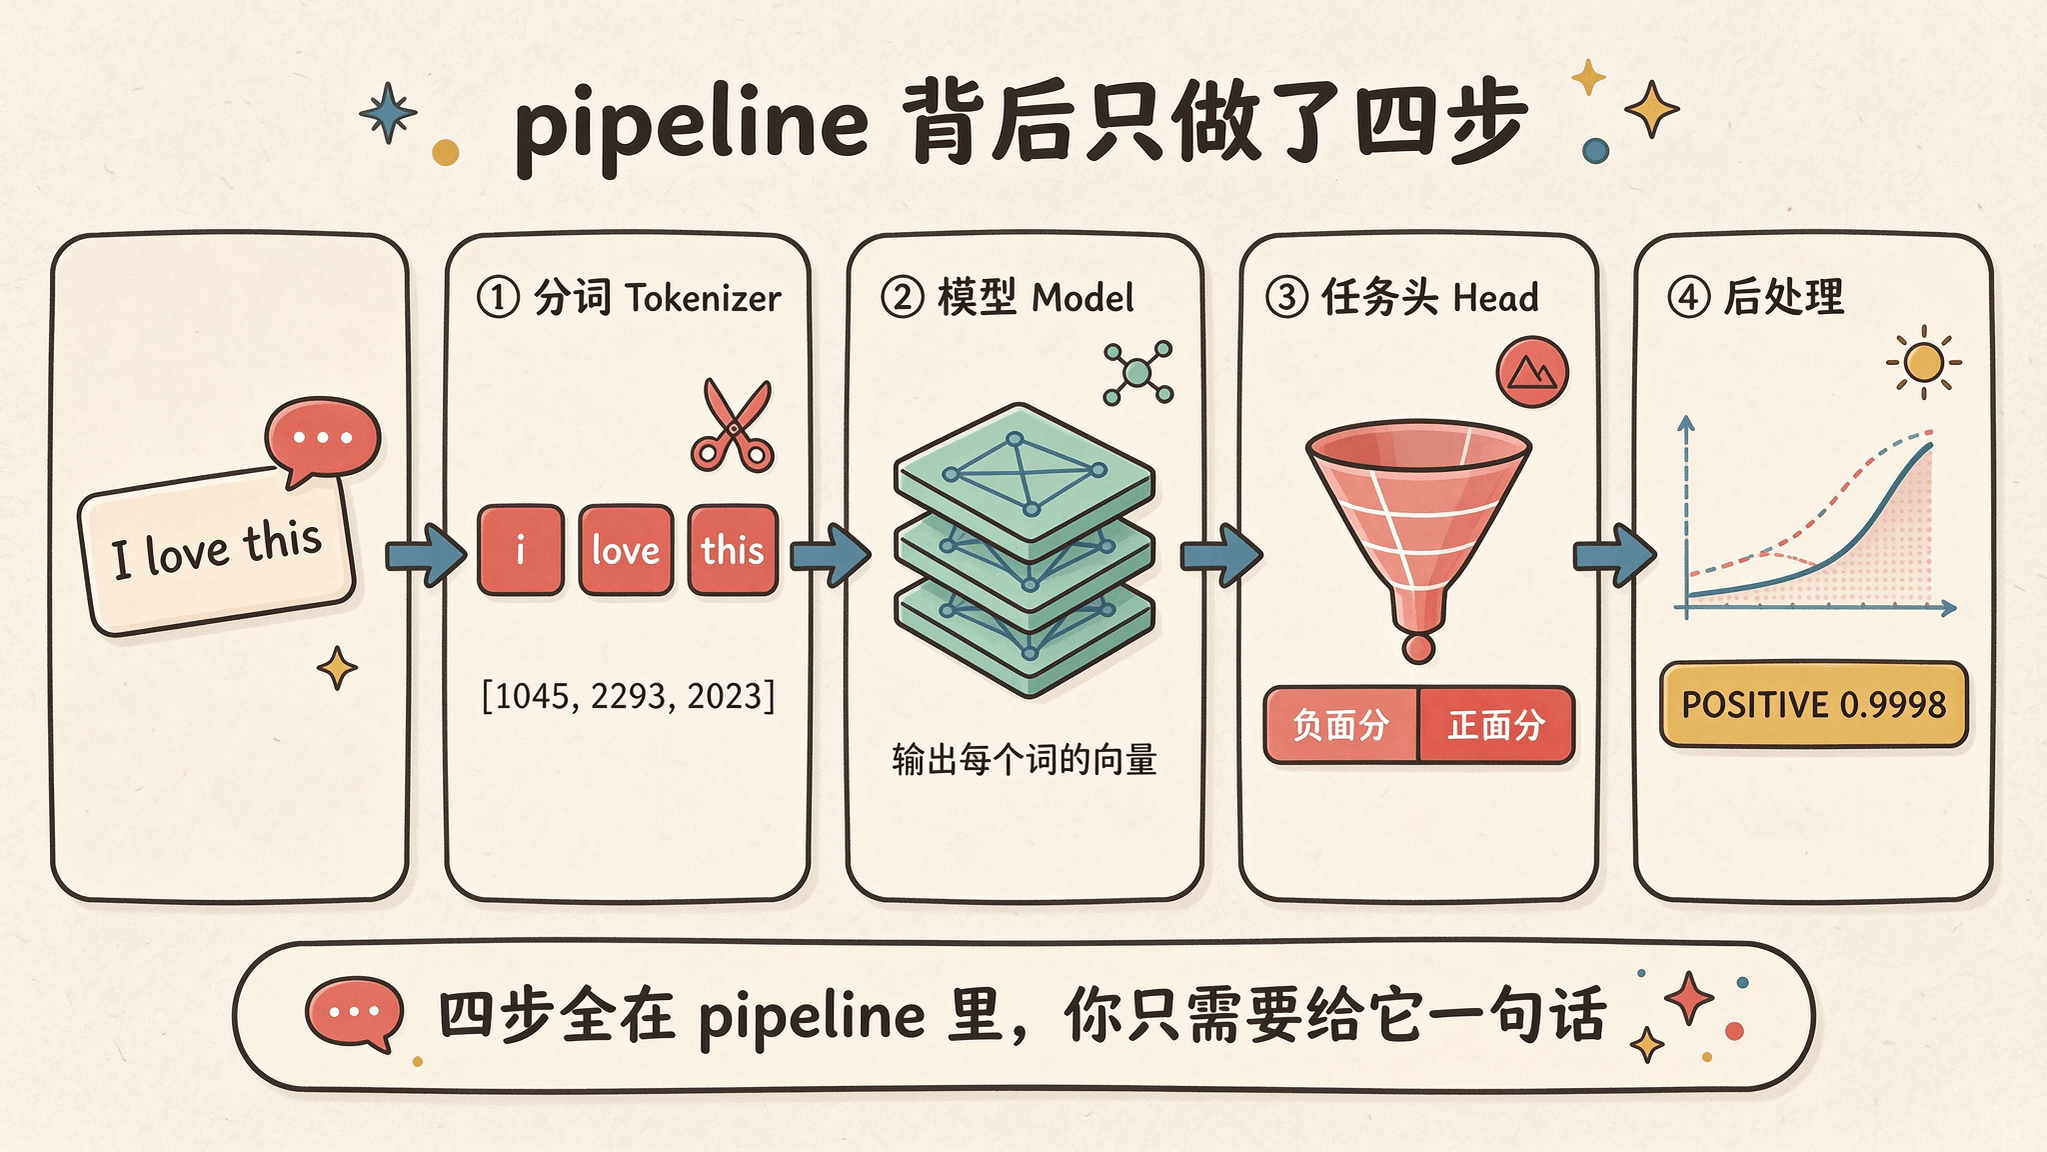 pipeline 背后只做了四步
I love this
① 分词 Tokenizer
i love this
[1045, 2293, 2023]
② 模型 Model
输出每个词的向量
③ 任务头 Head
负面分 正面分
④ 后处理
POSITIVE 0.9998
四步全在 pipeline 里，你只需要给它一句话